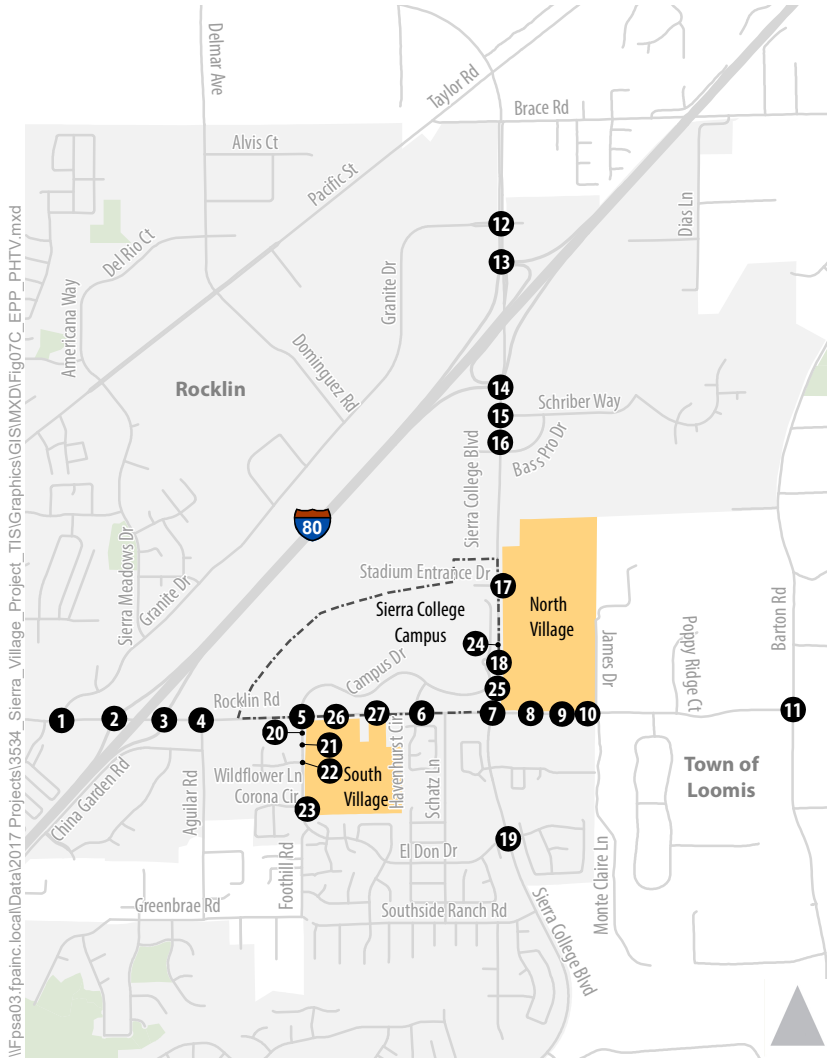 Delmar Ave
Taylor Rd
Brace Rd
Alvis Ct
Pacific St
Dias Ln
12
Del Rio Ct
13
Granite Dr
Americana Way
Dominguez Rd
Rocklin
14
Schriber Way
15
16
Bass Pro Dr
Sierra College Blvd
80
Sierra Meadows Dr
Granite Dr
Stadium Entrance Dr
17
Sierra College
Campus
North
Village
James Dr
Poppy Ridge Ct
Barton Rd
24
18
Campus Dr
25
Rocklin Rd
1
2
3
4
5
26
27
6
7
8
9
10
11
20
21
22
China Garden Rd
Aguilar Rd
Wildflower Ln
Corona Cir
South
Village
Havenhurst Cir
Schatz Ln
Town of
Loomis
23
19
Foothill Rd
El Don Dr
Monte Claire Ln
Greenbrae Rd
Southside Ranch Rd
Sierra College Blvd
\\Fpsa03.fpainc.local\Data\2017 Projects\3534_Sierra_Village_Project_TIS\Graphics\GIS\MXD\Fig07C_EPP_PHTV.mxd